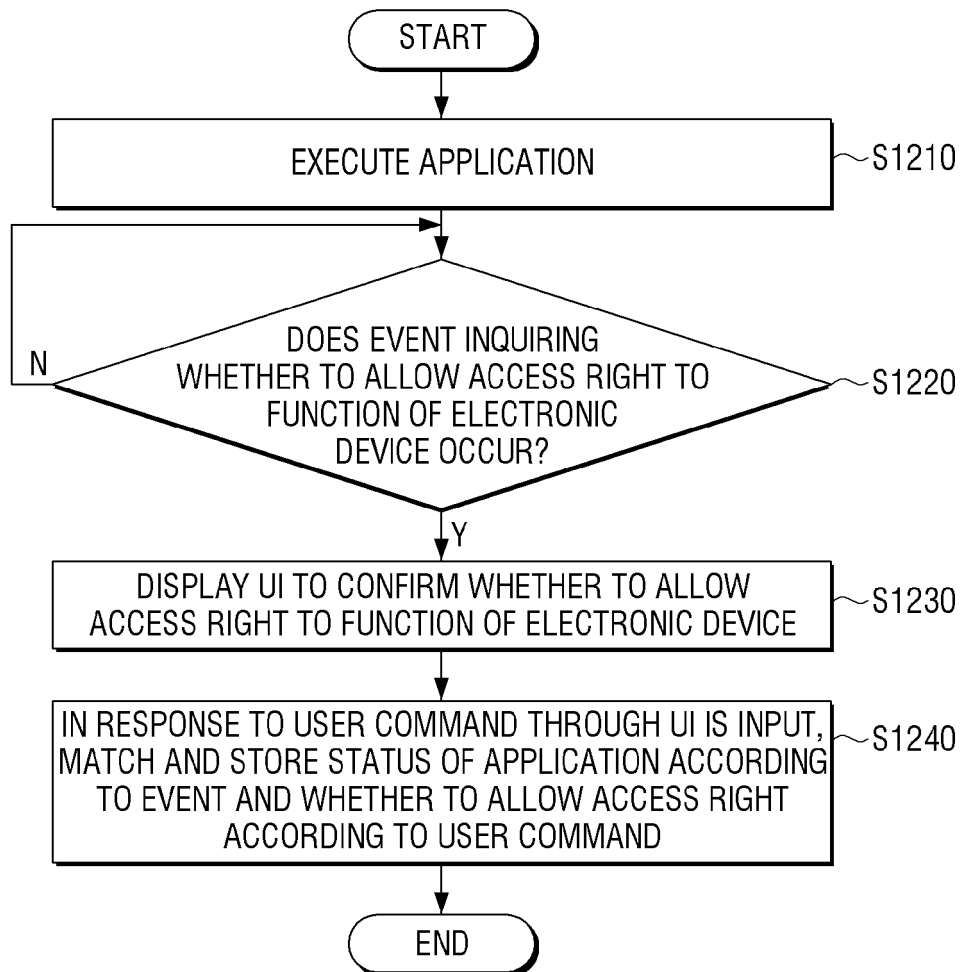 START
EXECUTE APPLICATION
S1210
DOES EVENT INQUIRING
WHETHER TO ALLOW ACCESS RIGHT TO
FUNCTION OF ELECTRONIC
DEVICE OCCUR?
N
S1220
Y
DISPLAY UI TO CONFIRM WHETHER TO ALLOW
ACCESS RIGHT TO FUNCTION OF ELECTRONIC DEVICE
S1230
IN RESPONSE TO USER COMMAND THROUGH UI IS INPUT,
MATCH AND STORE STATUS OF APPLICATION ACCORDING
TO EVENT AND WHETHER TO ALLOW ACCESS RIGHT
ACCORDING TO USER COMMAND
S1240
END